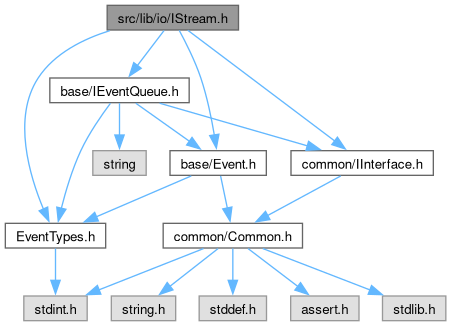 src/lib/io/IStream.h
base/IEventQueue.h
string
base/Event.h
common/IInterface.h
EventTypes.h
common/Common.h
stdint.h
string.h
stddef.h
assert.h
stdlib.h